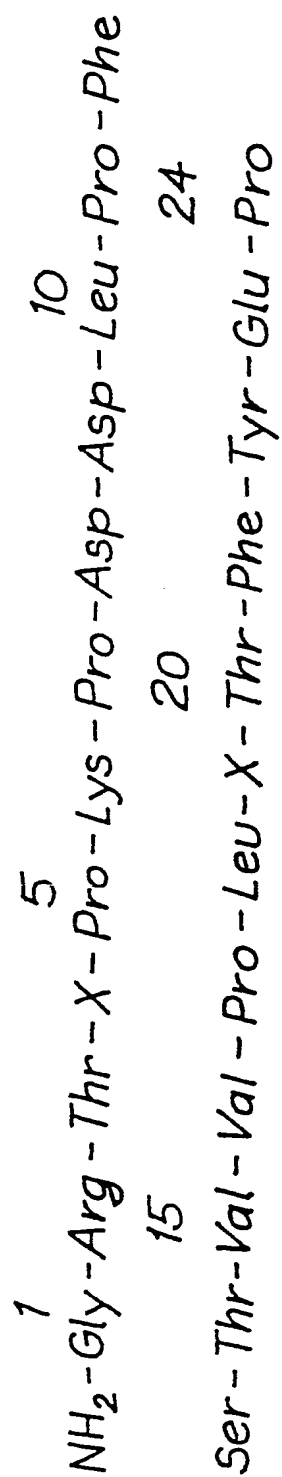 1 5 10
NH₂-Gly-Arg-Thr-X-Pro-Lys-Pro-Asp-Asp-Leu-Pro-Phe
15 20 24
Ser-Thr-Val-Val-Pro-Leu-X-Thr-Phe-Tyr-Glu-Pro